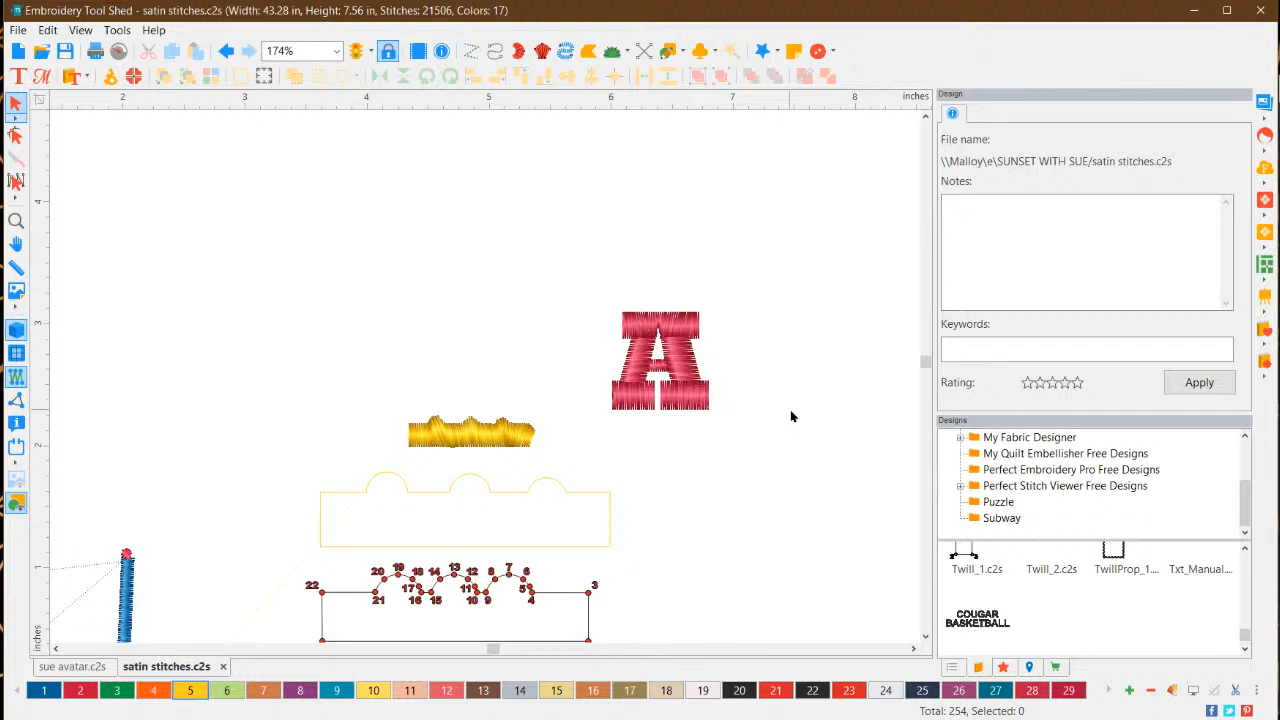 Embroidery Tool Shed - satin stitches.c2s (Width: 43.28 in, Height: 7.56 in, Stitches: 21506, Colors: 17)
File Edit View Tools Help
174%
2 3 4 5 6 7 8 inches
4
3
2
1
inches
A
22 20 19 18 14 13 12 8 7 6 3
21 17 16 15 11 10 9 5 4
Design
File name:
\\Malloy\e\SUNSET WITH SUE/satin stitches.c2s
Notes:
Keywords:
Rating:
Apply
Designs
My Fabric Designer
My Quilt Embellisher Free Designs
Perfect Embroidery Pro Free Designs
Perfect Stitch Viewer Free Designs
Puzzle
Subway
Twill_1.c2s Twill_2.c2s TwillProp_1.... Txt_Manual....
COUGAR
BASKETBALL
sue avatar.c2s satin stitches.c2s
1 2 3 4 5 6 7 8 9 10 11 12 13 14 15 16 17 18 19 20 21 22 23 24 25 26 27 28 29
Total: 254, Selected: 0